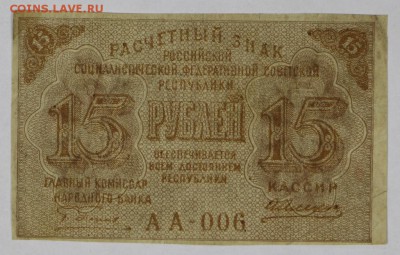 COINS.LAVE.RU
15 РАСЧЕТНЫЙ ЗНАК 15
РОССИЙСКОЙ
СОЦИАЛИСТИЧЕСКОЙ ФЕДЕРАТИВНОЙ СОВЕТСКОЙ
РЕСПУБЛИКИ
15 РУБЛЕЙ 15
ОБЕСПЕЧИВАЕТСЯ
ВСЕМ ДОСТОЯНИЕМ
РЕСПУБЛИКИ
ГЛАВНЫЙ КОМИССАР
НАРОДНОГО БАНКА
КАССИР
АА-006